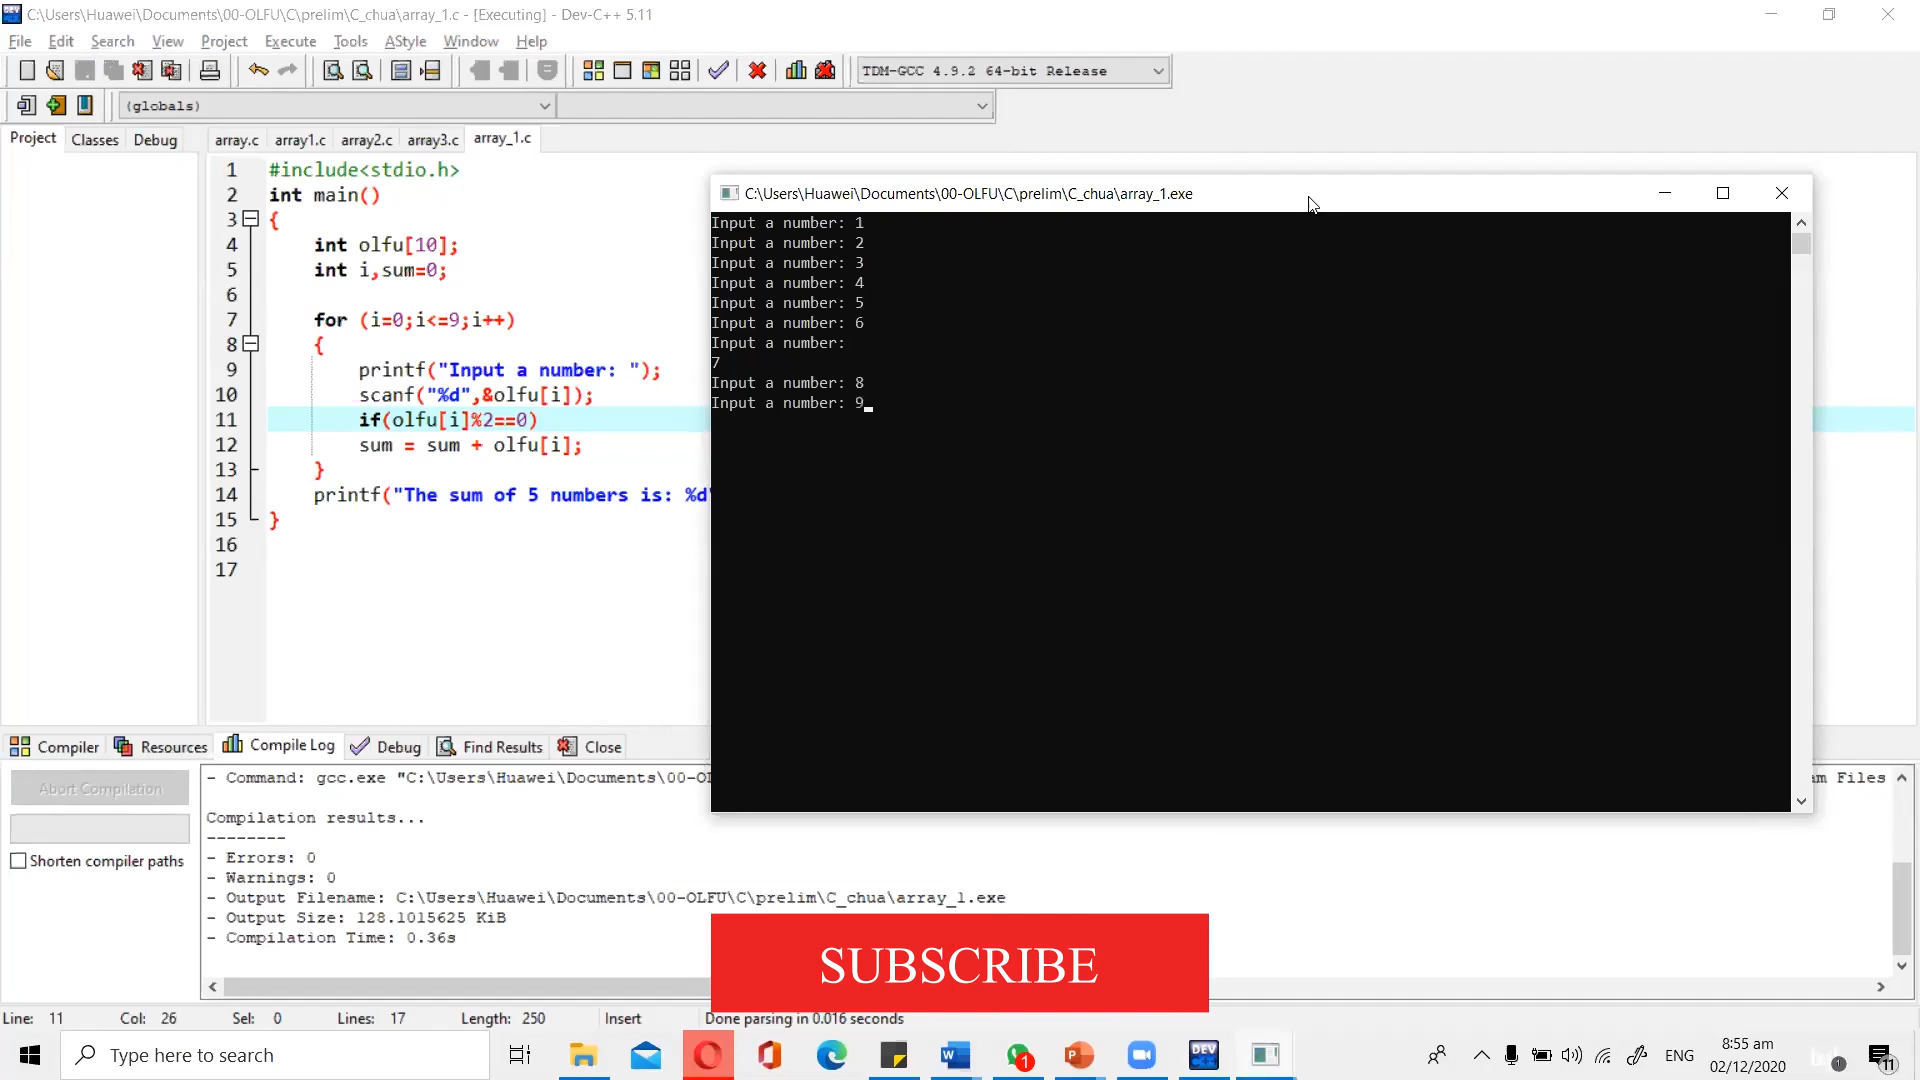 C:\Users\Huawei\Documents\00-OLFU\C\prelim\C_chua\array_1.c - [Executing] - Dev-C++ 5.11
File Edit Search View Project Execute Tools AStyle Window Help
TDM-GCC 4.9.2 64-bit Release
(globals)
Project Classes Debug
array.c array1.c array2.c array3.c array_1.c
1 #include<stdio.h>
2 int main()
3 {
4 int olfu[10];
5 int i,sum=0;
6
7 for (i=0;i<=9;i++)
8 {
9 printf("Input a number: ");
10 scanf("%d",&olfu[i]);
11 if(olfu[i]%2==0)
12 sum = sum + olfu[i];
13 }
14 printf("The sum of 5 numbers is: %d"
15 }
16
17
C:\Users\Huawei\Documents\00-OLFU\C\prelim\C_chua\array_1.exe
Input a number: 1
Input a number: 2
Input a number: 3
Input a number: 4
Input a number: 5
Input a number: 6
Input a number:
7
Input a number: 8
Input a number: 9
Compiler Resources Compile Log Debug Find Results Close
Abort Compilation
Shorten compiler paths
- Command: gcc.exe "C:\Users\Huawei\Documents\00-OL
am Files
Compilation results...
--------
- Errors: 0
- Warnings: 0
- Output Filename: C:\Users\Huawei\Documents\00-OLFU\C\prelim\C_chua\array_1.exe
- Output Size: 128.1015625 KiB
- Compilation Time: 0.36s
SUBSCRIBE
Line: 11 Col: 26 Sel: 0 Lines: 17 Length: 250 Insert Done parsing in 0.016 seconds
Type here to search
DEV
1
P
ENG
8:55 am
02/12/2020
1
11